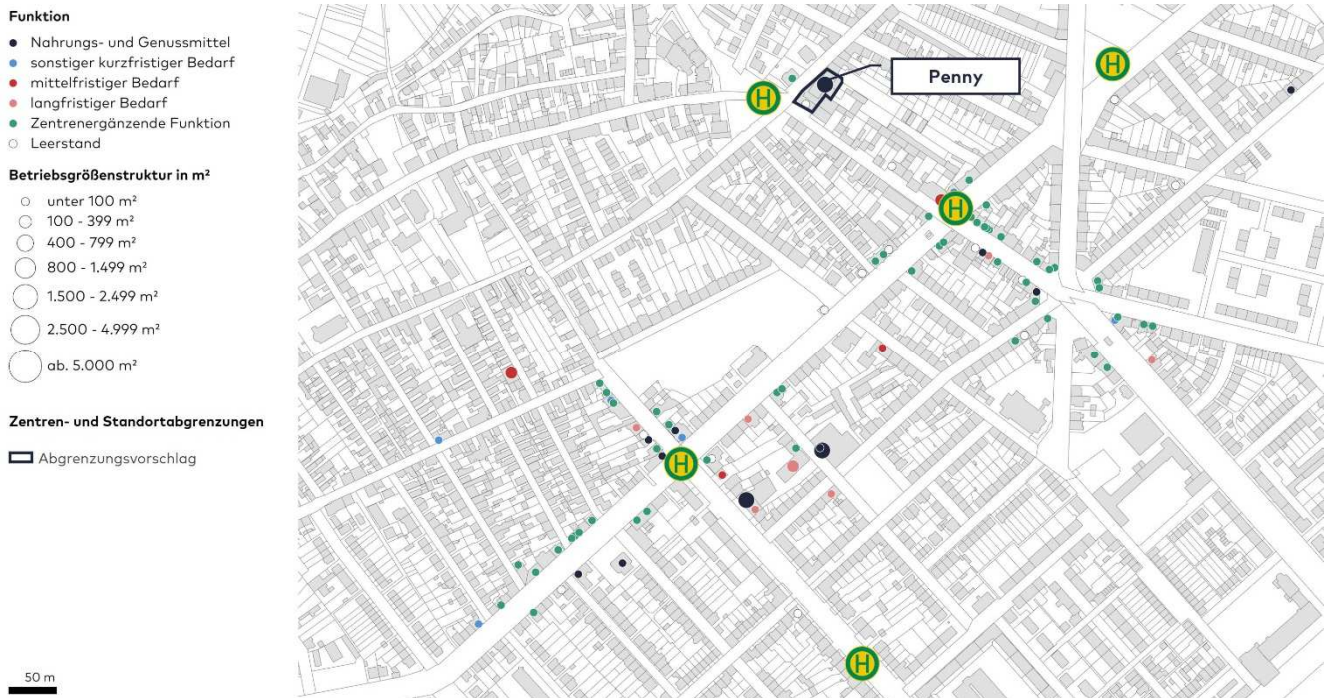 Funktion
Nahrungs- und Genussmittel
sonstiger kurzfristiger Bedarf
mittelfristiger Bedarf
langfristiger Bedarf
Zentrenergänzende Funktion
Leerstand
Betriebsgrößenstruktur in m²
unter 100 m²
100 - 399 m²
400 - 799 m²
800 - 1.499 m²
1.500 - 2.499 m²
2.500 - 4.999 m²
ab. 5.000 m²
Zentren- und Standortabgrenzungen
Abgrenzungsvorschlag
50 m
Penny
H
H
H
H
H